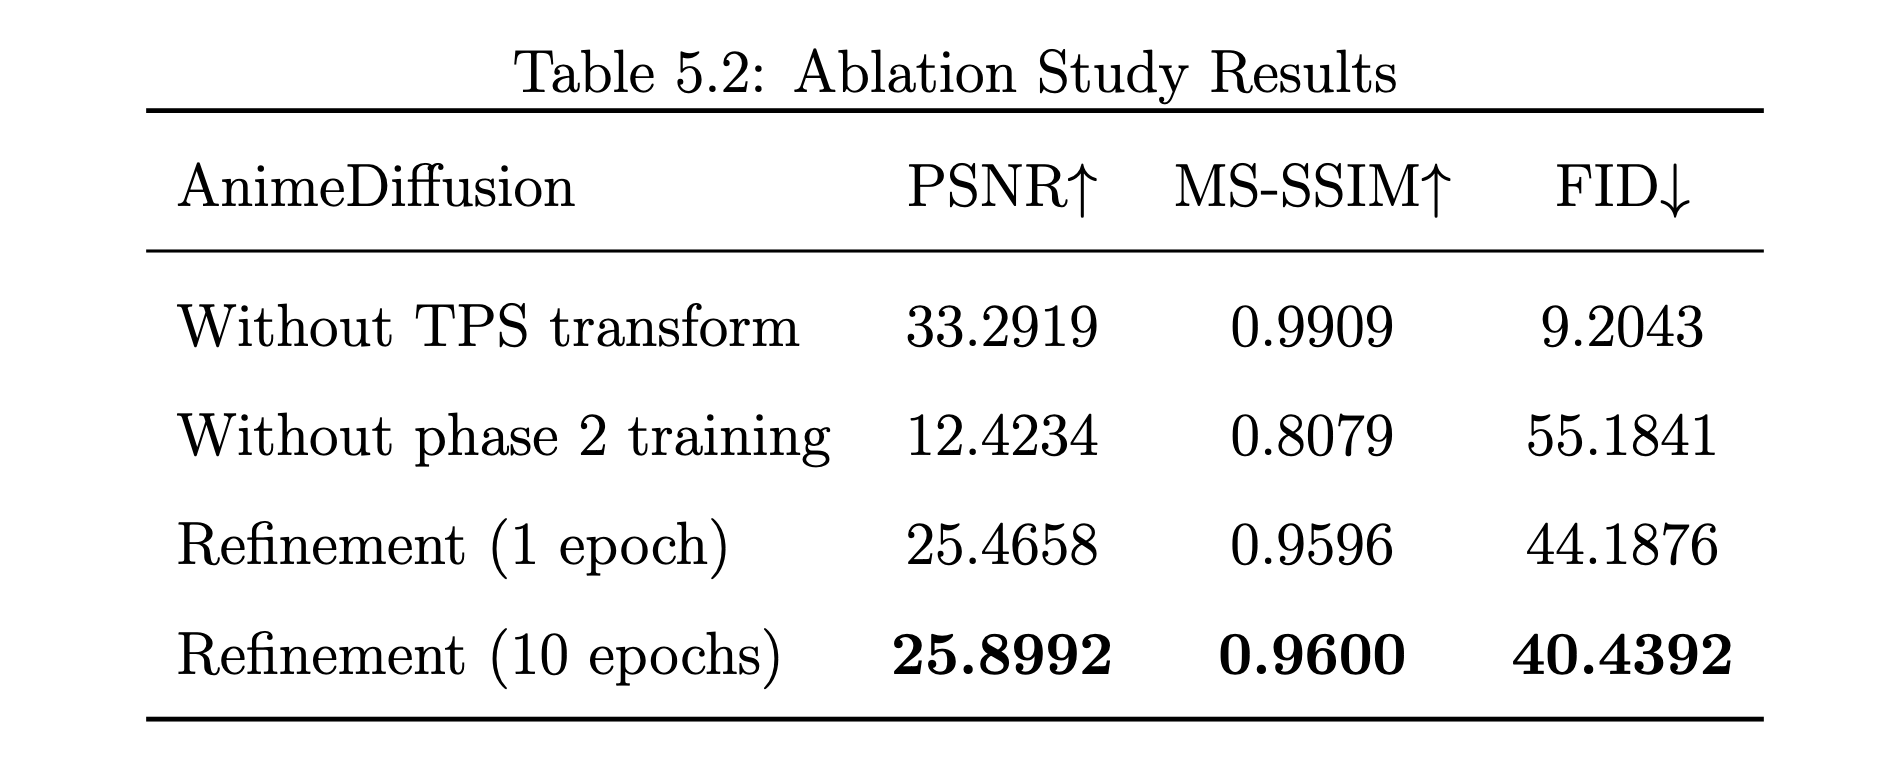 Table 5.2: Ablation Study Results
AnimeDiffusion PSNR↑ MS-SSIM↑ FID↓
Without TPS transform 33.2919 0.9909 9.2043
Without phase 2 training 12.4234 0.8079 55.1841
Refinement (1 epoch) 25.4658 0.9596 44.1876
Refinement (10 epochs) 25.8992 0.9600 40.4392